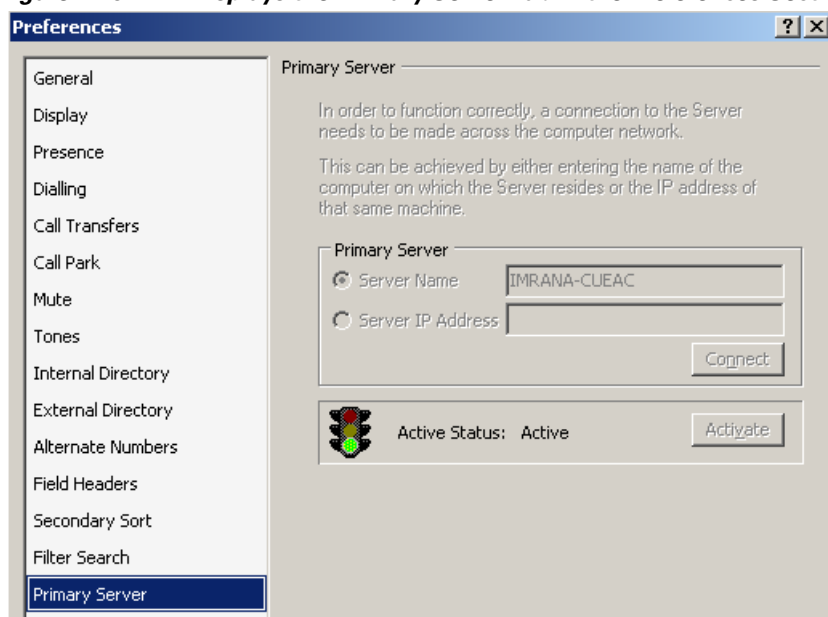 Preferences
General
Display
Presence
Dialling
Call Transfers
Call Park
Mute
Tones
Internal Directory
External Directory
Alternate Numbers
Field Headers
Secondary Sort
Filter Search
Primary Server
Primary Server
In order to function correctly, a connection to the Server
needs to be made across the computer network.
This can be achieved by either entering the name of the
computer on which the Server resides or the IP address of
that same machine.
Primary Server
Server Name IMRANA-CUEAC
Server IP Address
Connect
Active Status: Active Activate